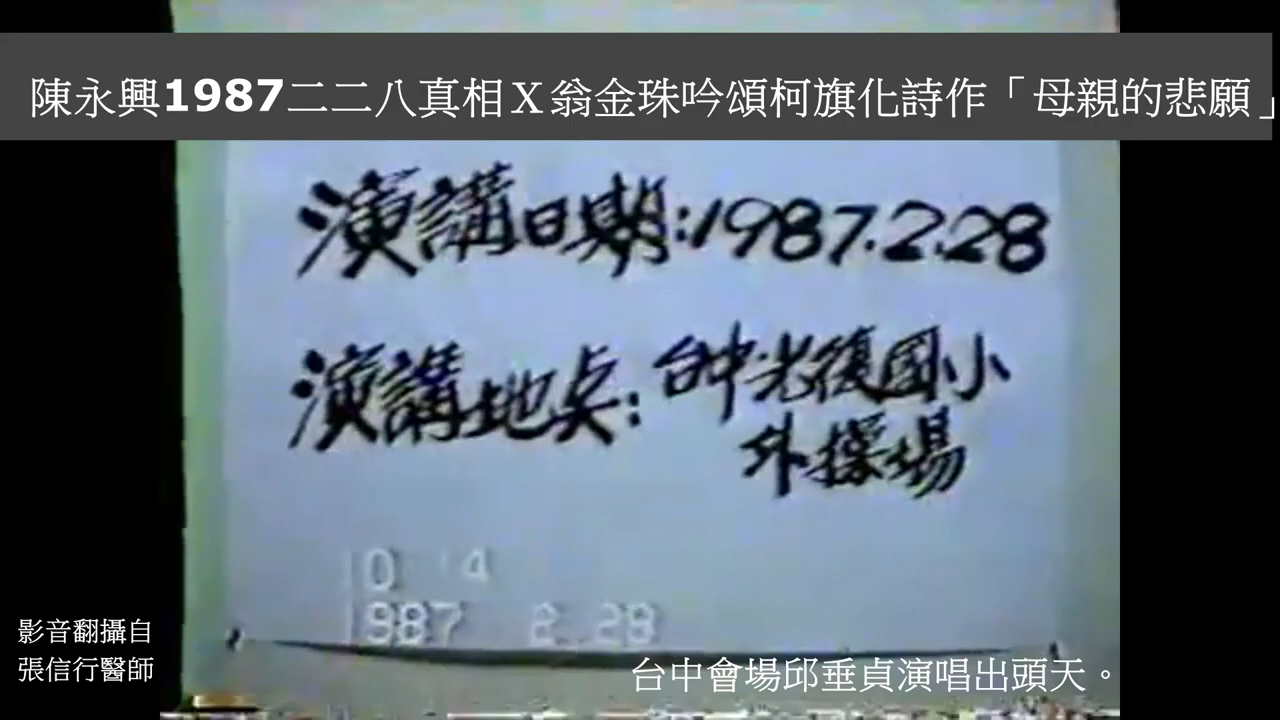 陳永興1987二二八真相Ｘ翁金珠吟頌柯旗化詩作「母親的悲願」
演講日期:1987.2.28
演講地点:台中光復國小
外操場
10 14
1987 2.28
影音翻攝自
張信行醫師
台中會場邱垂貞演唱出頭天。